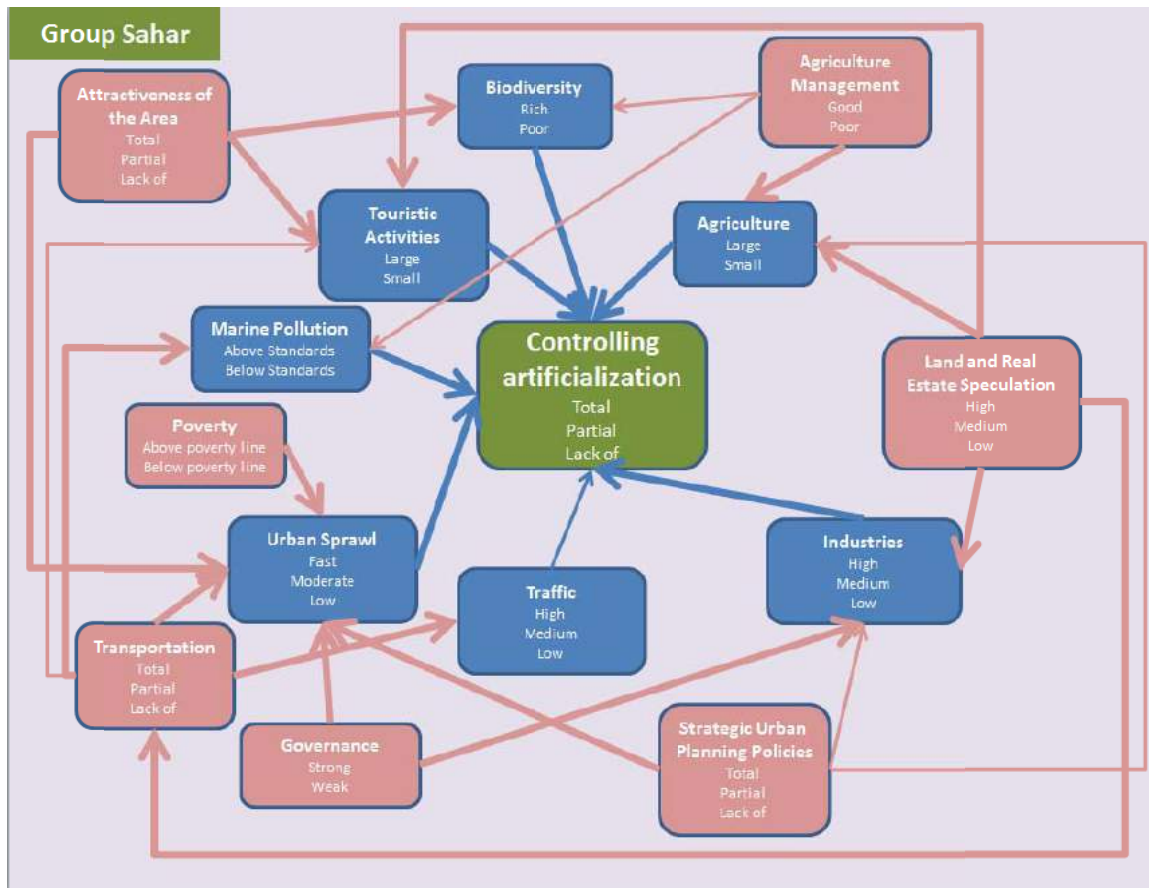 Group Sahar
Attractiveness of
the Area
Total
Partial
Lack of
Biodiversity
Rich
Poor
Agriculture
Management
Good
Poor
Touristic
Activities
Large
Small
Agriculture
Large
Small
Marine Pollution
Above Standards
Below Standards
Controlling
artificialization
Total
Partial
Lack of
Land and Real
Estate Speculation
High
Medium
Low
Poverty
Above poverty line
Below poverty line
Urban Sprawl
Fast
Moderate
Low
Traffic
High
Medium
Low
Industries
High
Medium
Low
Transportation
Total
Partial
Lack of
Governance
Strong
Weak
Strategic Urban
Planning Policies
Total
Partial
Lack of